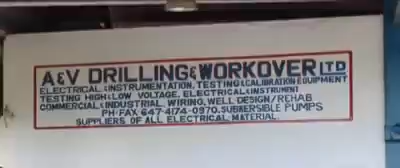 A&V DRILLING & WORKOVER LTD
ELECTRICAL & INSTRUMENTATION, TESTING & CALIBRATION EQUIPMENT
TESTING HIGH & LOW VOLTAGE, ELECTRICAL & INSTRUMENT
COMMERCIAL & INDUSTRIAL WIRING, WELL DESIGN/REHAB
PH-FAX 647-4174-0970. SUBMERSIBLE PUMPS
SUPPLIERS OF ALL ELECTRICAL MATERIAL.